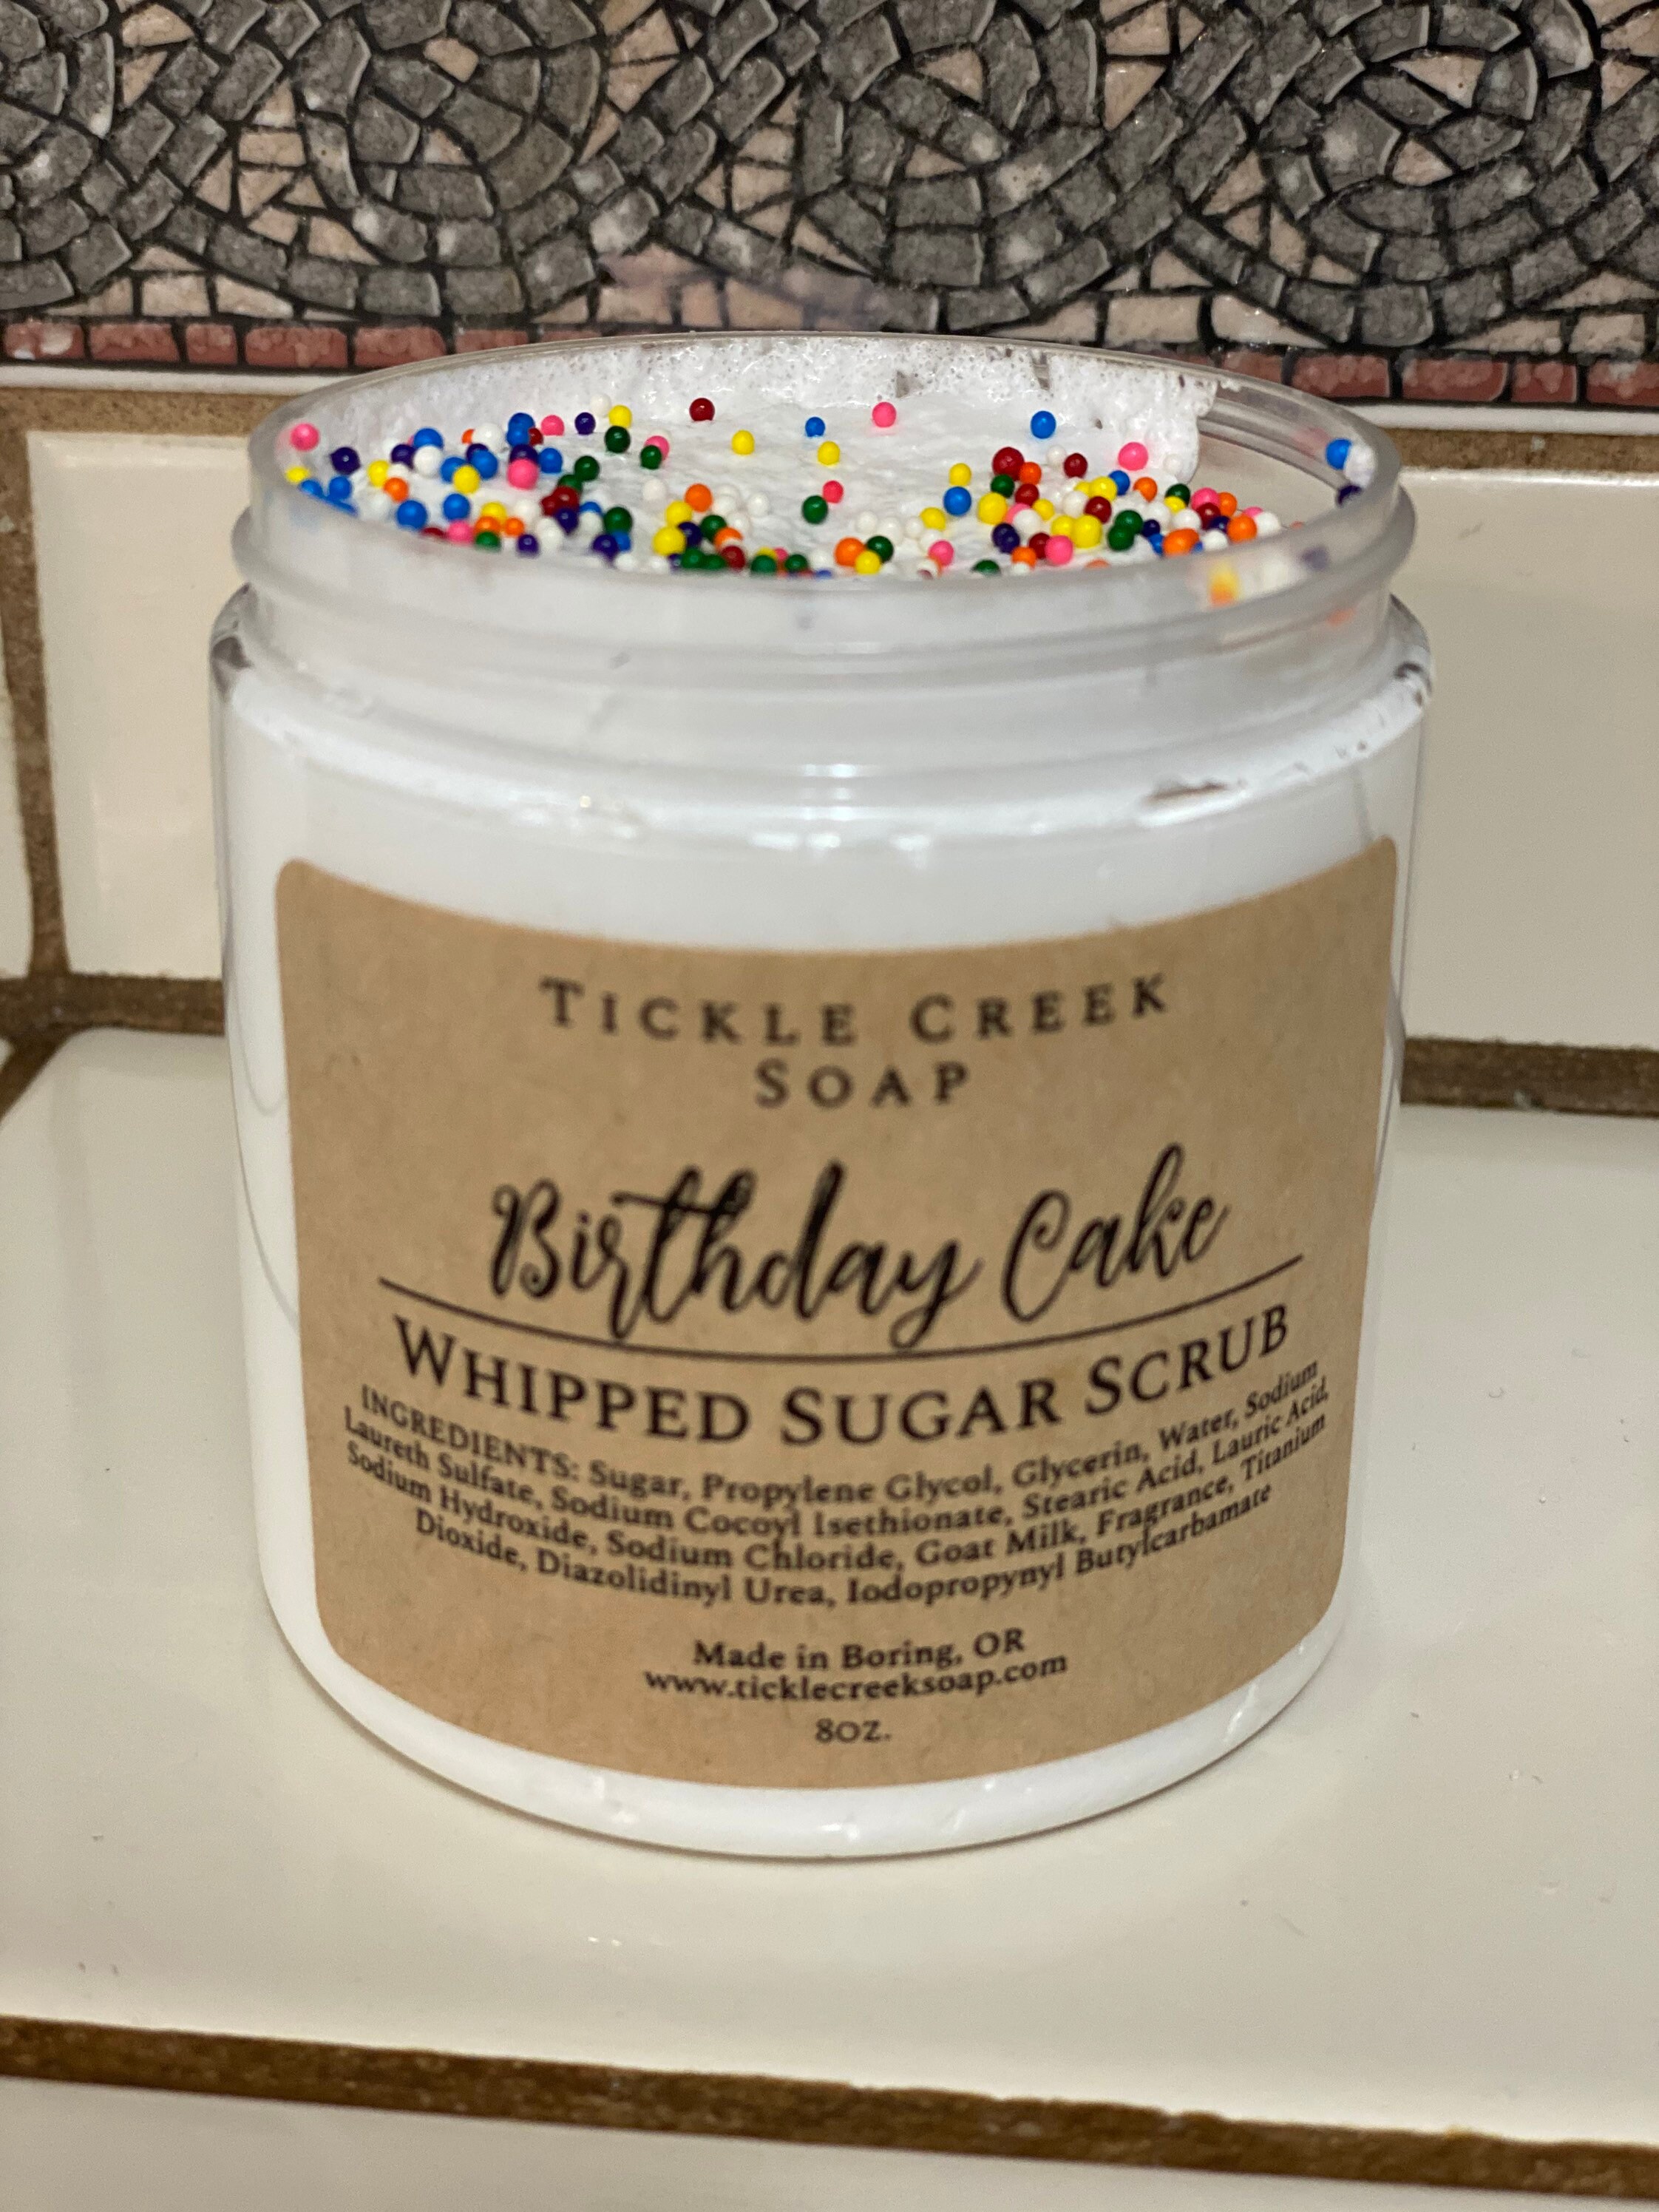 TICKLE CREEK
SOAP
Birthday Cake
WHIPPED SUGAR SCRUB
INGREDIENTS: Sugar, Propylene Glycol, Glycerin, Water, Sodium
Laureth Sulfate, Sodium Cocoyl Isethionate, Stearic Acid, Lauric Acid,
Sodium Hydroxide, Sodium Chloride, Goat Milk, Fragrance, Titanium
Dioxide, Diazolidinyl Urea, Iodopropynyl Butylcarbamate
Made in Boring, OR
www.ticklecreeksoap.com
8OZ.